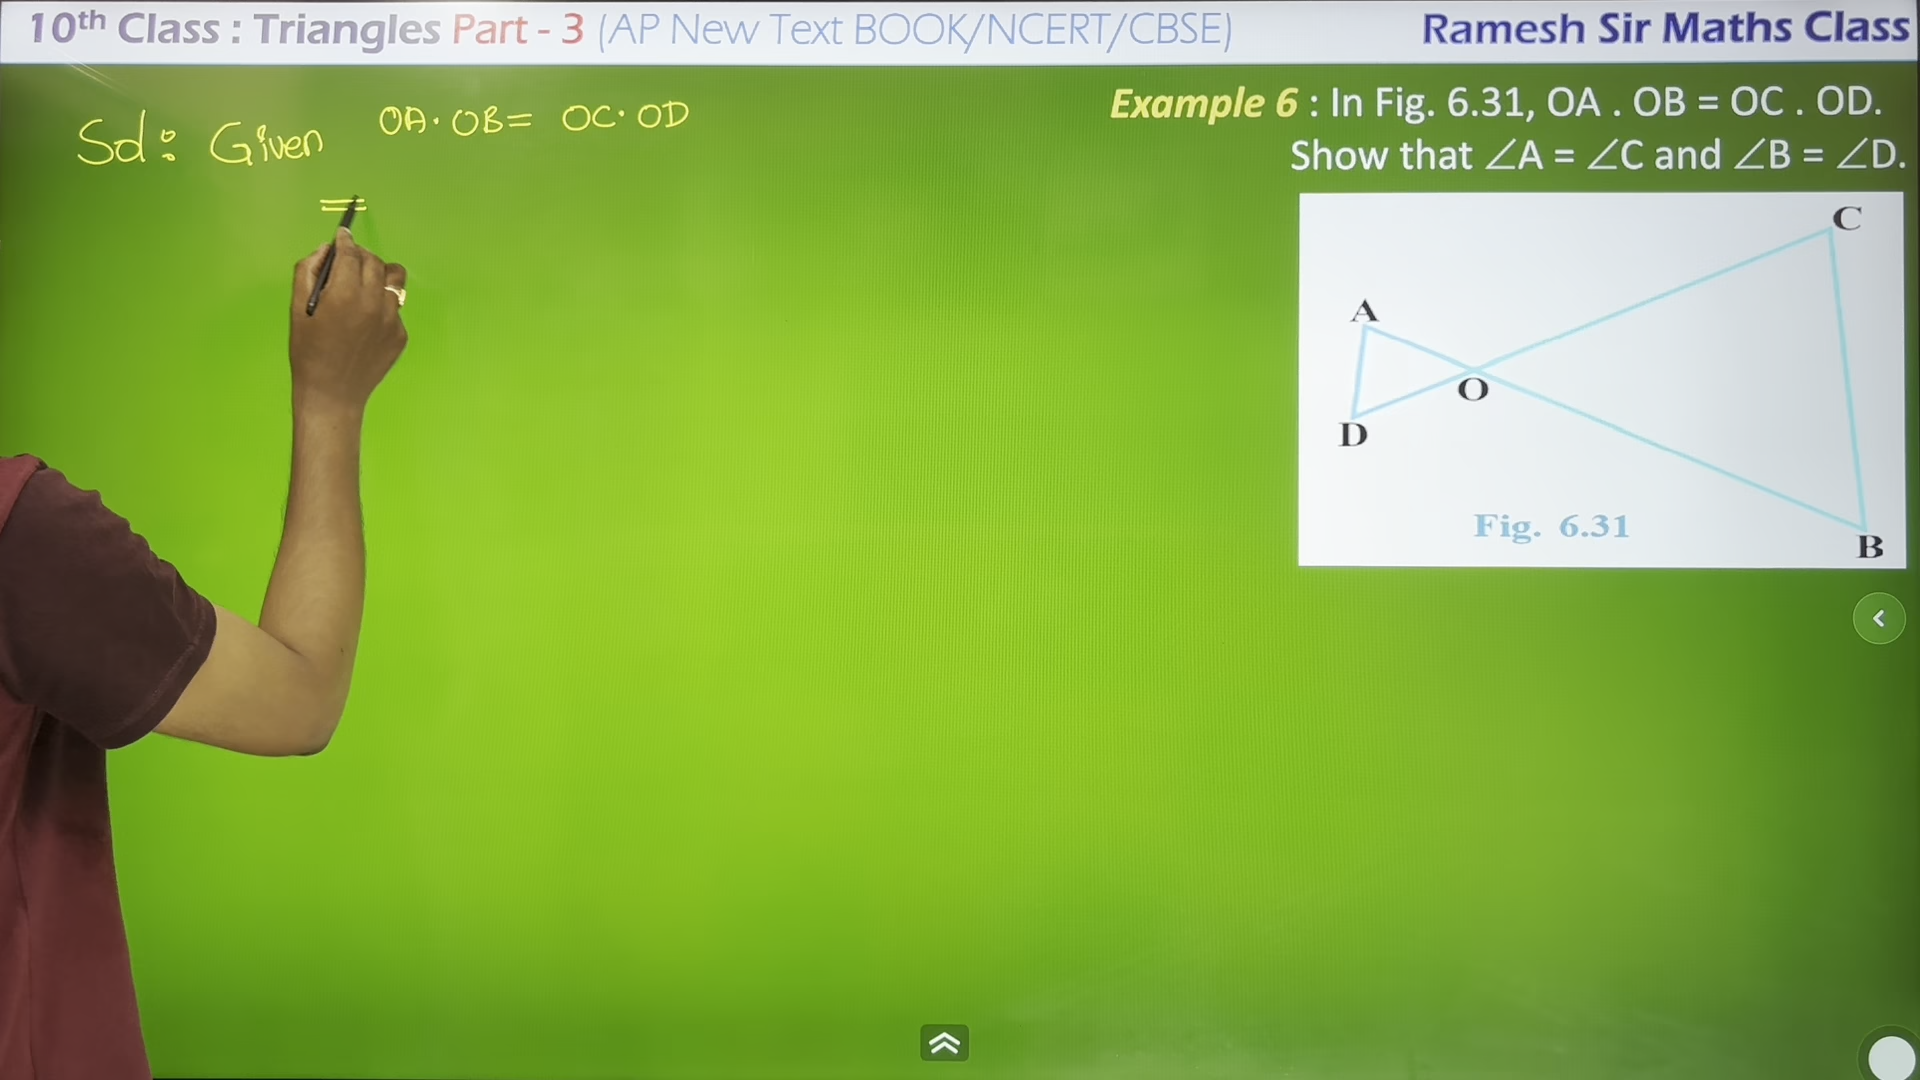 10th Class : Triangles Part - 3 (AP New Text BOOK/NCERT/CBSE)
Ramesh Sir Maths Class
Example 6 : In Fig. 6.31, OA . OB = OC . OD.
Show that ∠A = ∠C and ∠B = ∠D.
Sol: Given OA·OB= OC·OD
=
C
A
O
D
Fig. 6.31
B